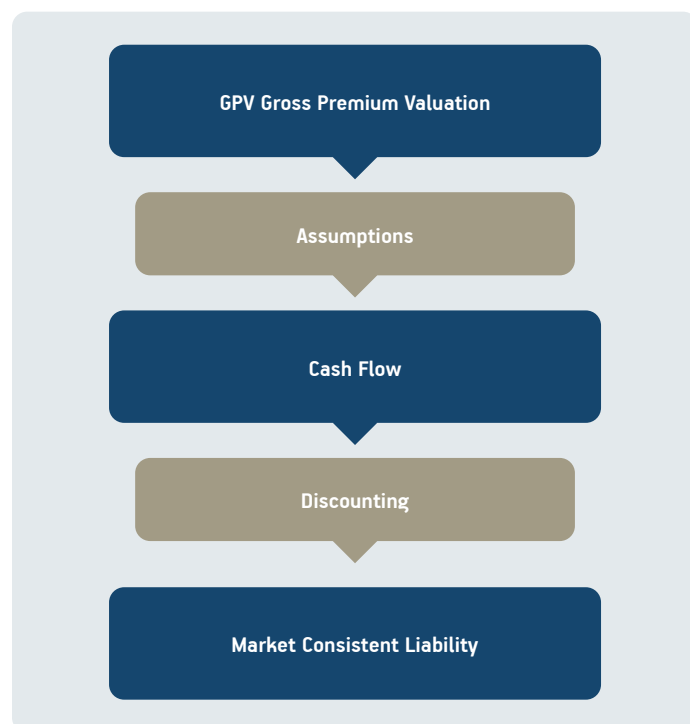 GPV Gross Premium Valuation
Assumptions
Cash Flow
Discounting
Market Consistent Liability